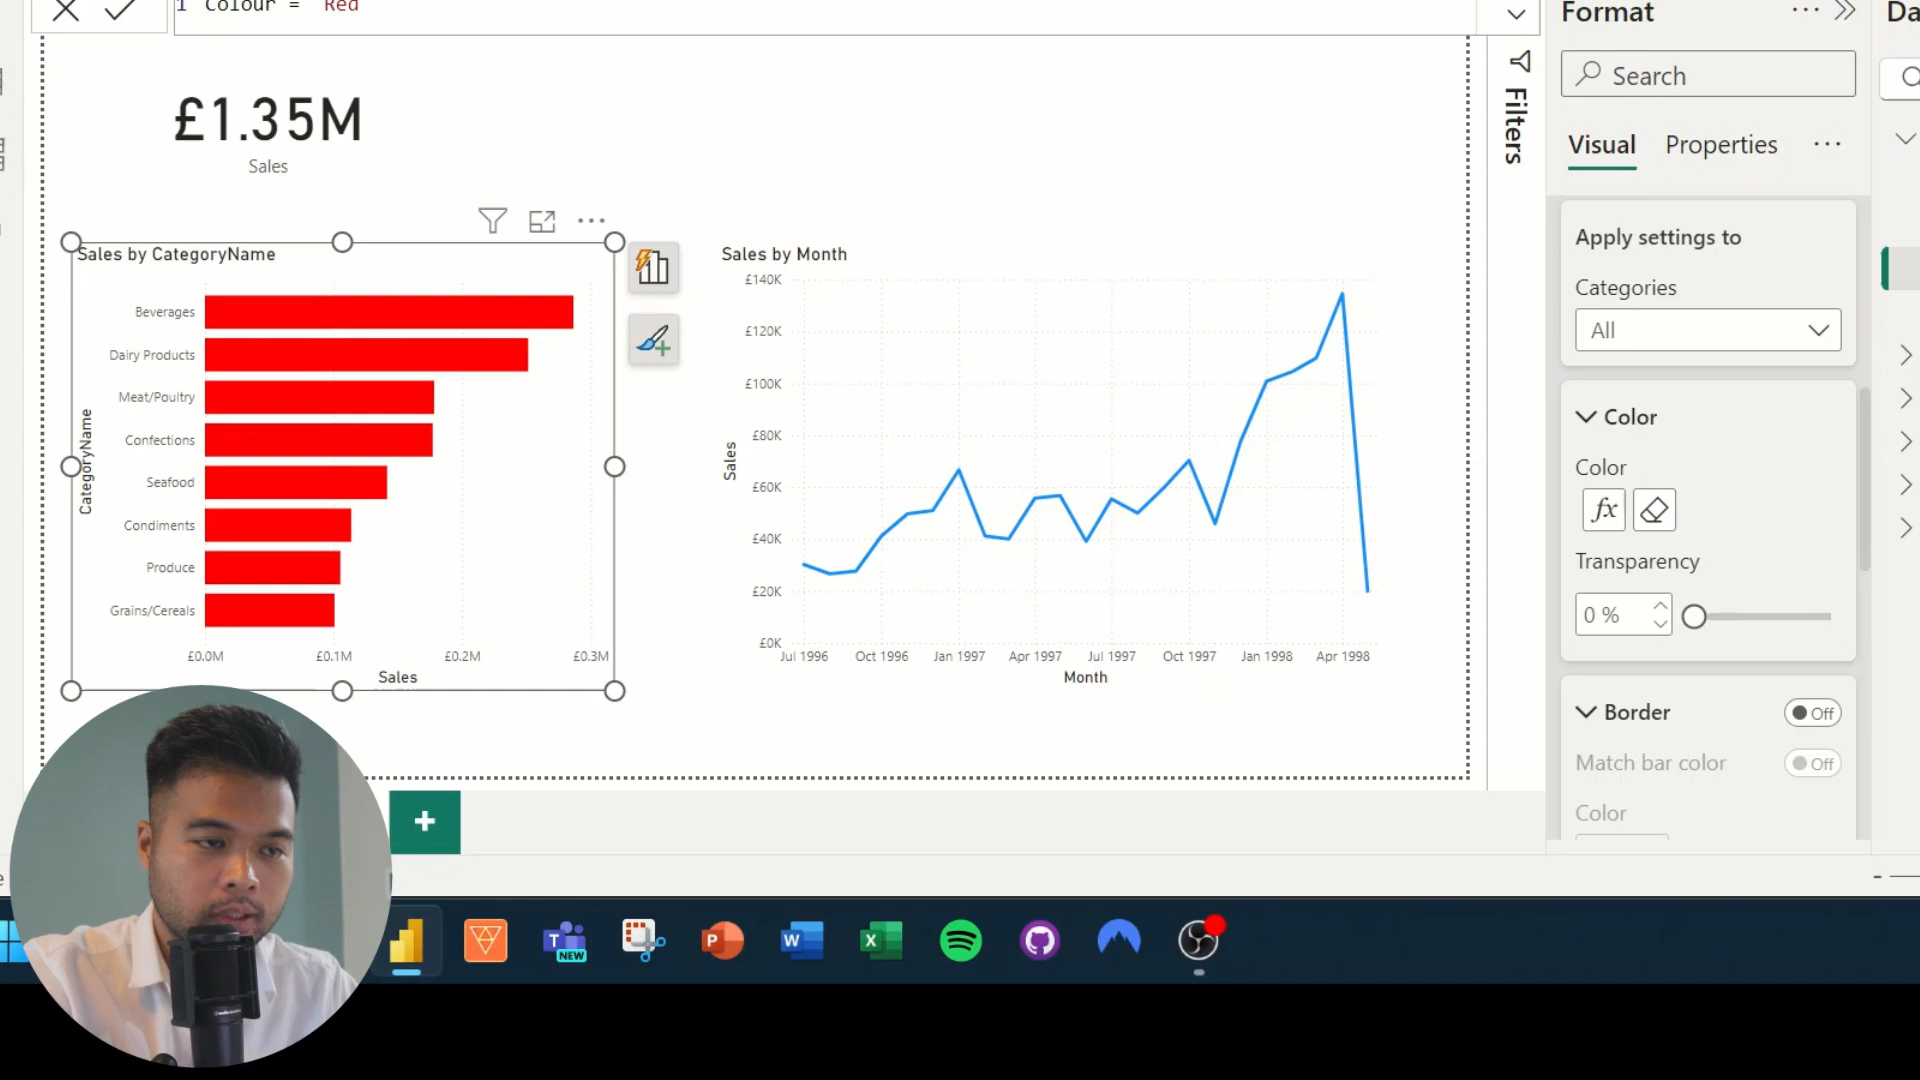 1 Colour = "Red"
Format
Da
Search
Visual Properties
Filters
£1.35M
Sales
Sales by CategoryName
CategoryName
Beverages
Dairy Products
Meat/Poultry
Confections
Seafood
Condiments
Produce
Grains/Cereals
£0.0M £0.1M £0.2M £0.3M
Sales
Sales by Month
Sales
£140K
£120K
£100K
£80K
£60K
£40K
£20K
£0K
Jul 1996 Oct 1996 Jan 1997 Apr 1997 Jul 1997 Oct 1997 Jan 1998 Apr 1998
Month
Apply settings to
Categories
All
Color
Color
fx
Transparency
0 %
Border Off
Match bar color Off
Color
T
NEW
P
W
X